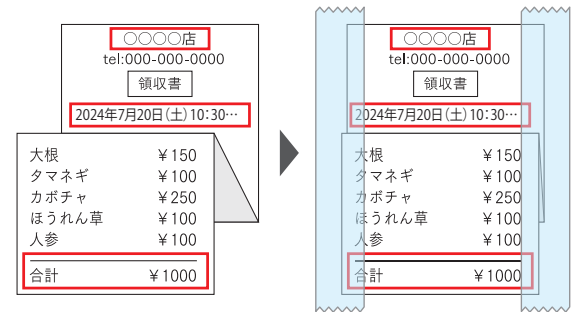 ○○○○店
tel:000-000-0000
領収書
2024年7月20日(土)10:30…
大根 ¥150
タマネギ ¥100
カボチャ ¥250
ほうれん草 ¥100
人参 ¥100
合計 ¥1000
○○○○店
tel:000-000-0000
領収書
2024年7月20日(土)10:30…
大根 ¥150
タマネギ ¥100
カボチャ ¥250
ほうれん草 ¥100
人参 ¥100
合計 ¥1000